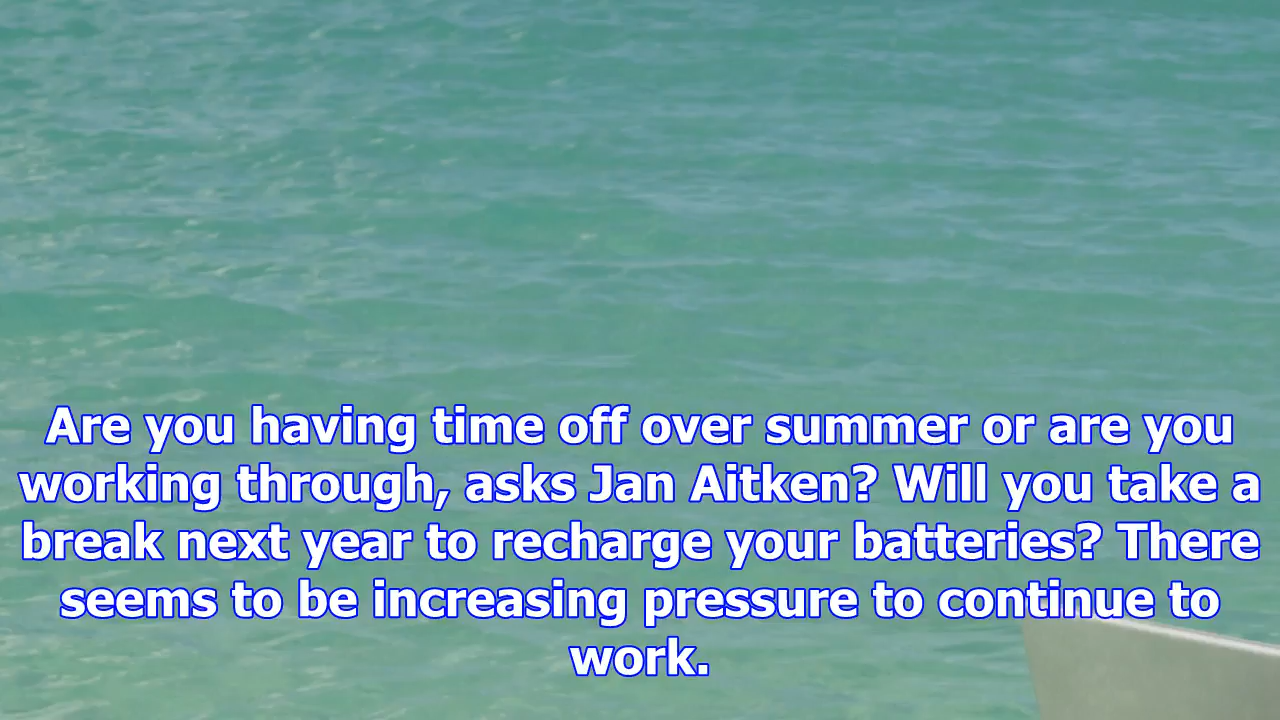 Are you having time off over summer or are you
working through, asks Jan Aitken? Will you take a
break next year to recharge your batteries? There
seems to be increasing pressure to continue to
work.